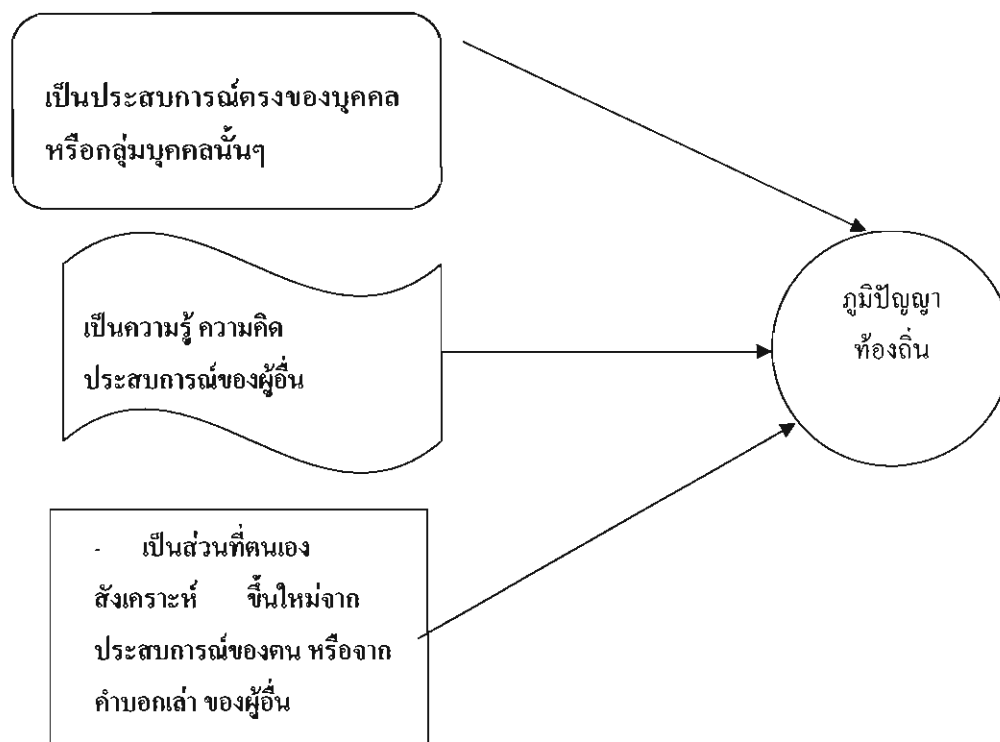 เป็นประสบการณ์ตรงของบุคคล
หรือกลุ่มบุคคลนั้นๆ
เป็นความรู้ ความคิด
ประสบการณ์ของผู้อื่น
ภูมิปัญญา
ท้องถิ่น
- เป็นส่วนที่ตนเอง
สังเคราะห์ ขึ้นใหม่จาก
ประสบการณ์ของตน หรือจาก
คำบอกเล่า ของผู้อื่น